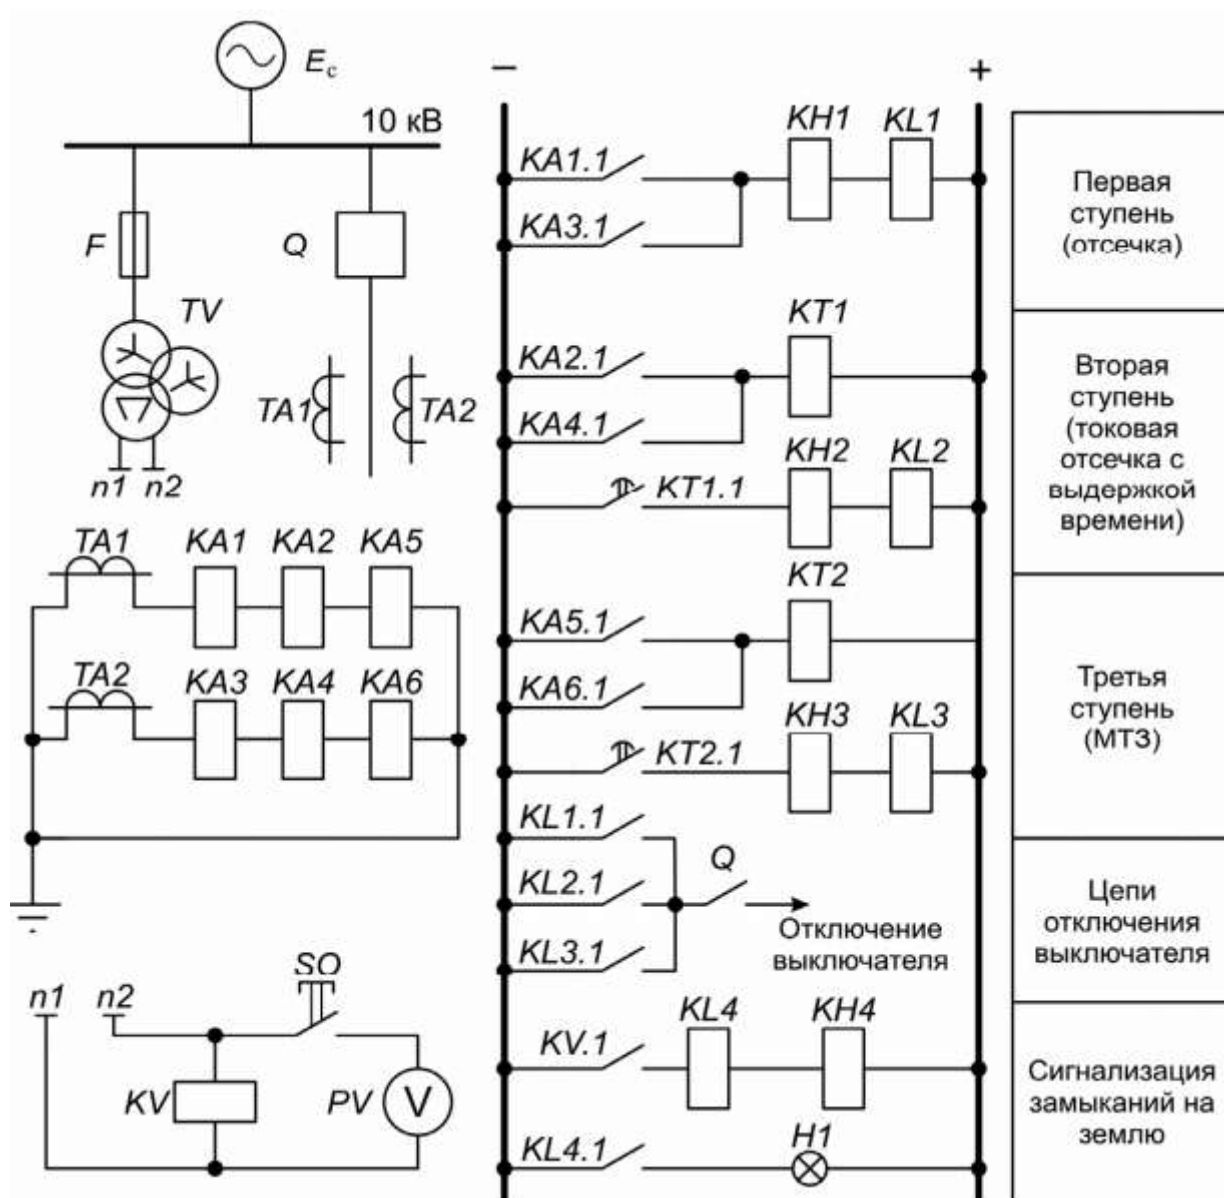 Eс
10 кВ
F
Q
TV
TA1
TA2
n1 n2
TA1
KA1 KA2 KA5
TA2
KA3 KA4 KA6
n1 n2
SO
KV
PV
V
−
+
KA1.1
KH1 KL1
KA3.1
Первая
ступень
(отсечка)
KA2.1
KT1
KA4.1
KH2 KL2
KT1.1
Вторая
ступень
(токовая
отсечка с
выдержкой
времени)
KA5.1
KT2
KA6.1
KH3 KL3
KT2.1
Третья
ступень
(МТЗ)
KL1.1
Q
KL2.1
KL3.1
Отключение
выключателя
Цепи
отключения
выключателя
KV.1
KL4 KH4
KL4.1
H1
Сигнализация
замыканий на
землю